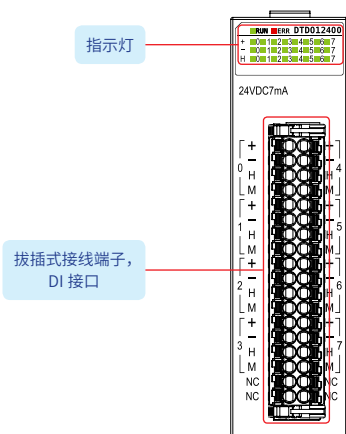 指示灯
RUN ERR DTD012400
+ 0 1 2 3 4 5 6 7
− 0 1 2 3 4 5 6 7
H 0 1 2 3 4 5 6 7
24VDC7mA
拔插式接线端子，
DI 接口
0 + − H M
1 + − H M
2 + − H M
3 + − H M
NC
NC
4 + − H M
5 + − H M
6 + − H M
7 + − H M
NC
NC